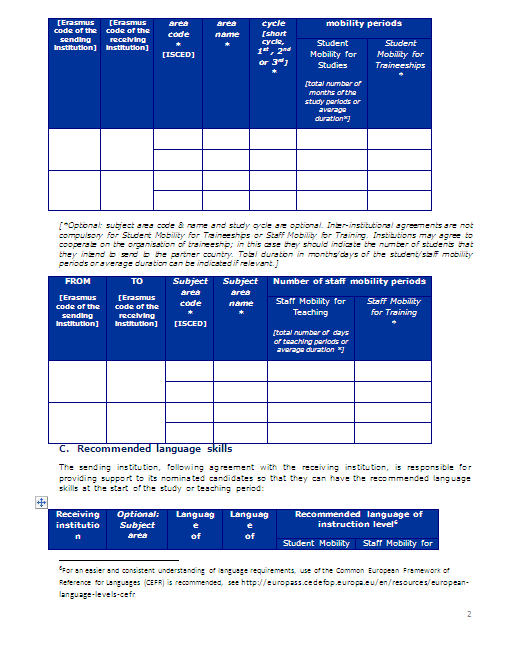 [Erasmus code of the sending institution]
[Erasmus code of the receiving institution]
area code * [ISCED]
area name *
cycle [short cycle, 1st, 2nd or 3rd] *
mobility periods
Student Mobility for Studies
[total number of months of the study periods or average duration*]
Student Mobility for Traineeships *
[*Optional: subject area code & name and study cycle are optional. Inter-institutional agreements are not
compulsory for Student Mobility for Traineeships or Staff Mobility for Training. Institutions may agree to
cooperate on the organisation of traineeship; in this case they should indicate the number of students that
they intend to send to the partner country. Total duration in months/days of the student/staff mobility
periods or average duration can be indicated if relevant.]
FROM
[Erasmus code of the sending institution]
TO
[Erasmus code of the receiving institution]
Subject area code * [ISCED]
Subject area name *
Number of staff mobility periods
Staff Mobility for Teaching
[total number of days of teaching periods or average duration *]
Staff Mobility for Training *
C. Recommended language skills
The sending institution, following agreement with the receiving institution, is responsible for
providing support to its nominated candidates so that they can have the recommended language
skills at the start of the study or teaching period:
Receiving institutio n
Optional: Subject area
Languag e of
Languag e of
Recommended language of instruction level6
Student Mobility
Staff Mobility for
6For an easier and consistent understanding of language requirements, use of the Common European Framework of
Reference for Languages (CEFR) is recommended, see http://europass.cedefop.europa.eu/en/resources/european-
language-levels-cefr
2